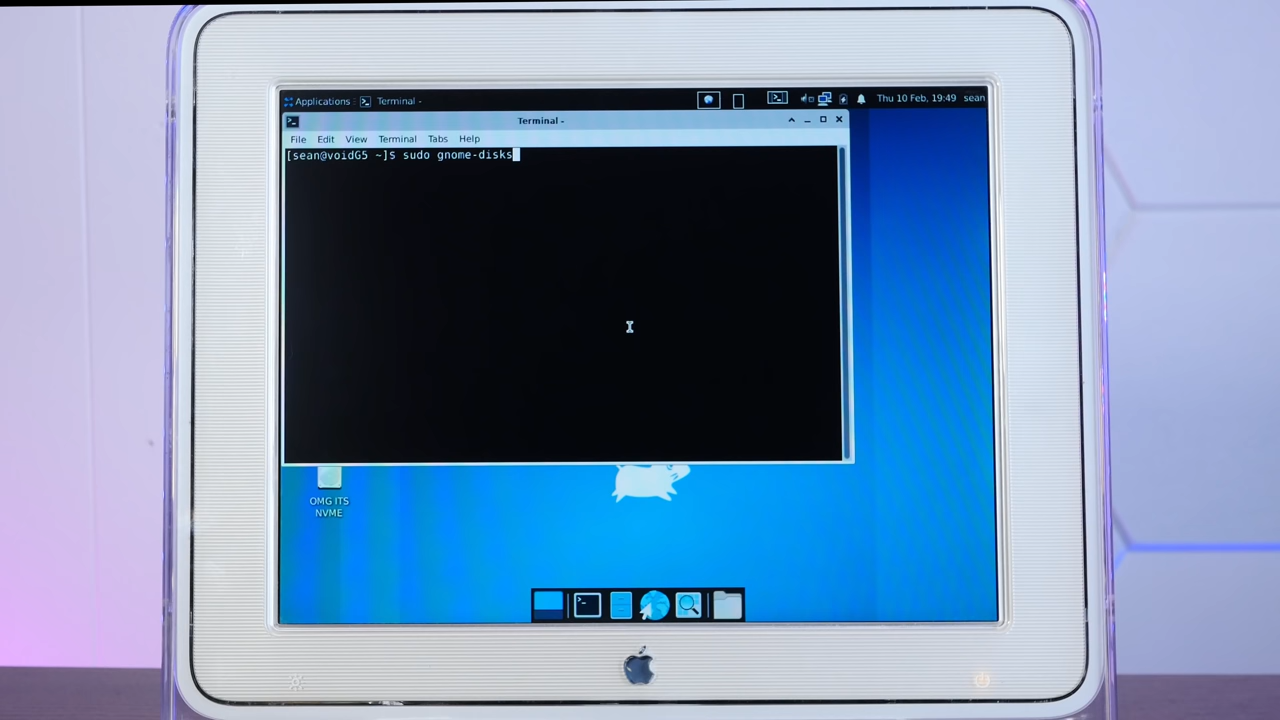 Applications
Terminal -
Thu 10 Feb, 19:49 sean
Terminal -
File Edit View Terminal Tabs Help
[sean@voidG5 ~]$ sudo gnome-disks
OMG ITS
NVME